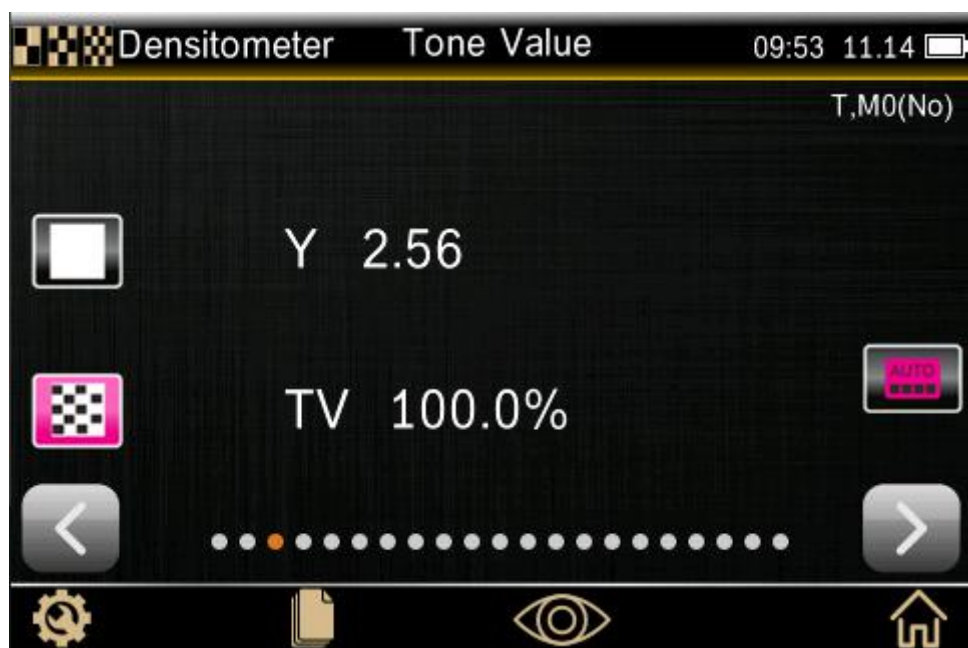 Densitometer Tone Value 09:53 11.14
T,M0(No)
Y 2.56
AUTO
TV 100.0%